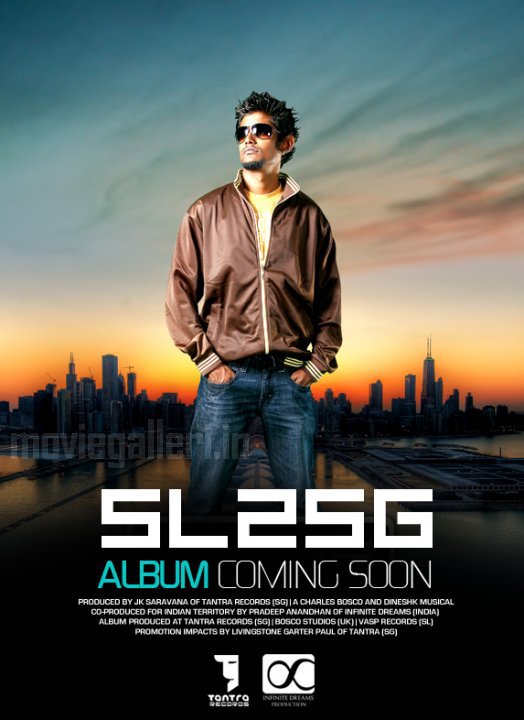 moviegalleri.in
SL2SG
ALBUM COMING SOON
PRODUCED BY JK SARAVANA OF TANTRA RECORDS (SG) | A CHARLES BOSCO AND DINESHK MUSICAL
CO-PRODUCED FOR INDIAN TERRITORY BY PRADEEP ANANDHAN OF INFINITE DREAMS (INDIA)
ALBUM PRODUCED AT TANTRA RECORDS (SG) | BOSCO STUDIOS (UK) | VASP RECORDS (SL)
PROMOTION IMPACTS BY LIVINGSTONE GARTER PAUL OF TANTRA (SG)
TANTRA
RECORDS
INFINITE DREAMS
PRODUCTION